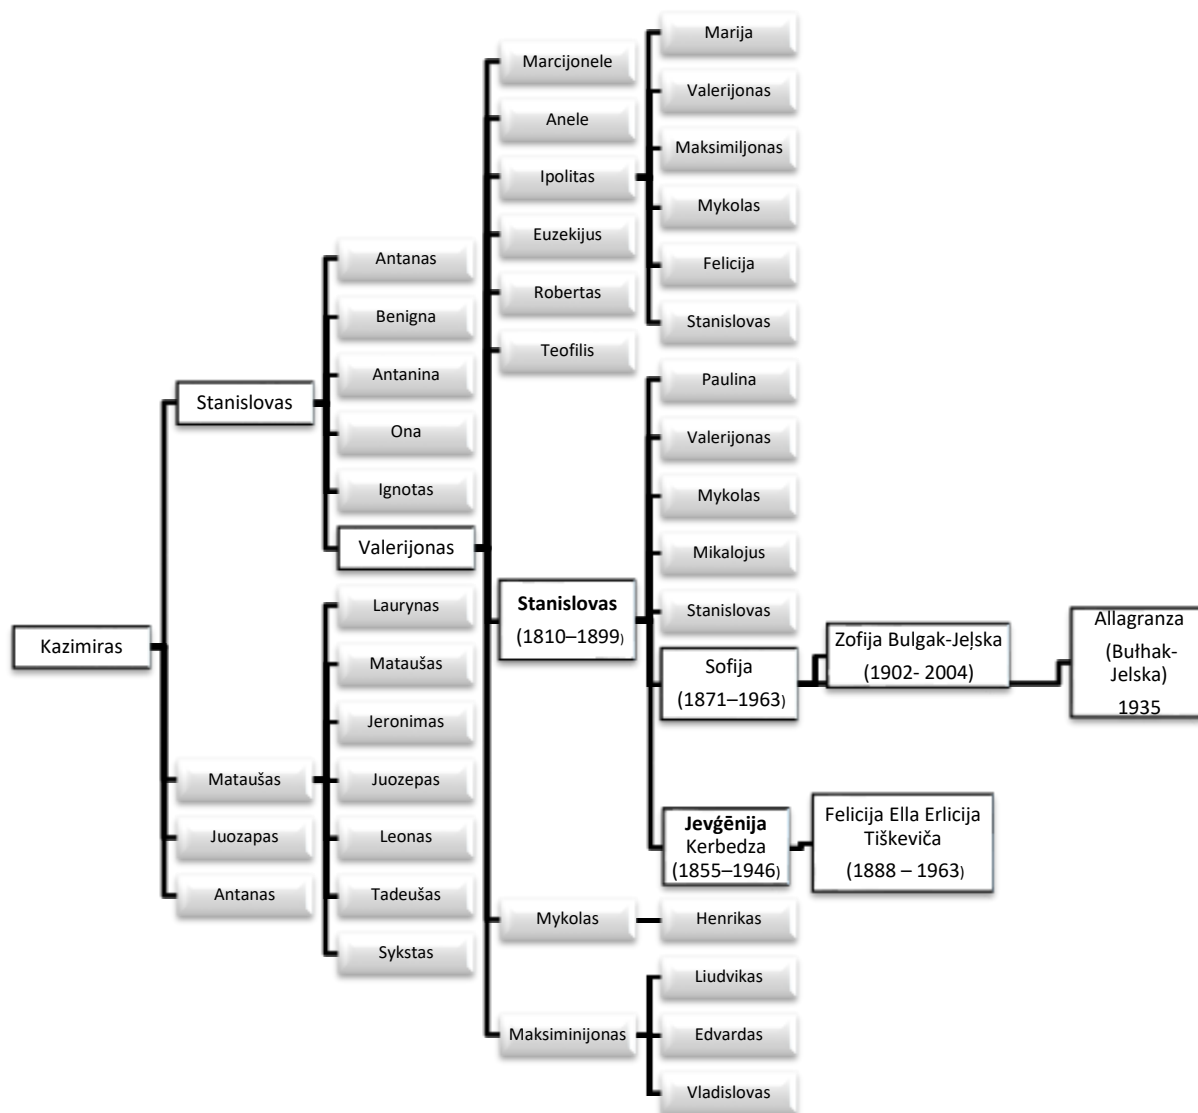 Marija
Marcijonele
Valerijonas
Anele
Maksimiljonas
Ipolitas
Mykolas
Euzekijus
Felicija
Antanas
Robertas
Stanislovas
Benigna
Teofilis
Paulina
Antanina
Stanislovas
Valerijonas
Ona
Mykolas
Ignotas
Mikalojus
Valerijonas
Laurynas
Stanislovas
(1810–1899)
Stanislovas
Kazimiras
Mataušas
Sofija
(1871–1963)
Zofija Bulgak-Jeļska
(1902- 2004)
Allagranza
(Bułhak-
Jelska)
1935
Jeronimas
Mataušas
Juozepas
Juozapas
Leonas
Jevģēnija
Kerbedza
(1855–1946)
Felicija Ella Erlicija
Tiškeviča
(1888 – 1963)
Antanas
Tadeušas
Mykolas
Henrikas
Sykstas
Liudvikas
Maksiminijonas
Edvardas
Vladislovas